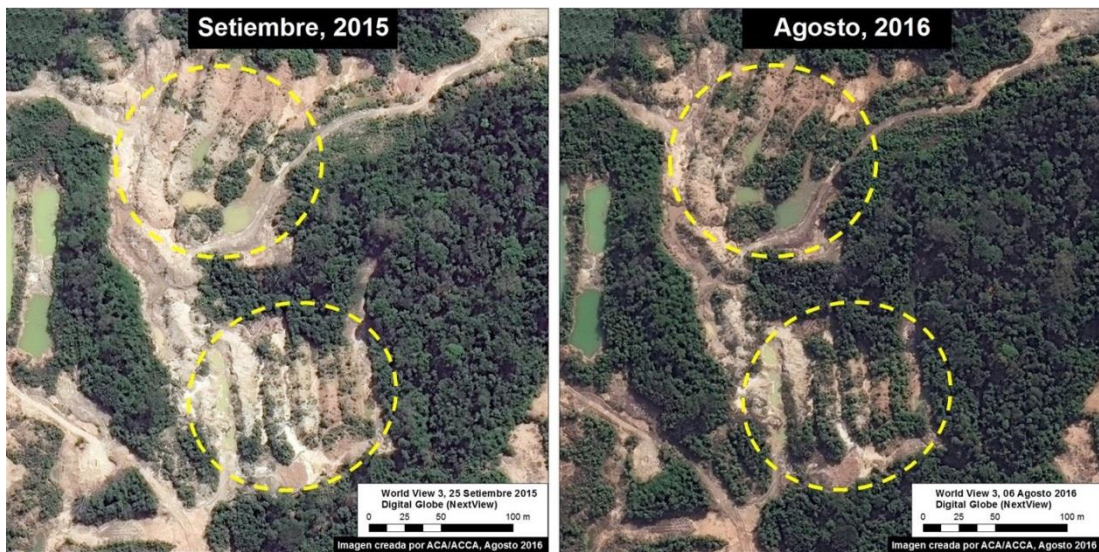 Setiembre, 2015
World View 3, 25 Setiembre 2015
Digital Globe (NextView)
0 25 50 100 m
Imagen creada por ACA/ACCA, Agosto 2016
Agosto, 2016
World View 3, 06 Agosto 2016
Digital Globe (NextView)
0 25 50 100 m
Imagen creada por ACA/ACCA, Agosto 2016